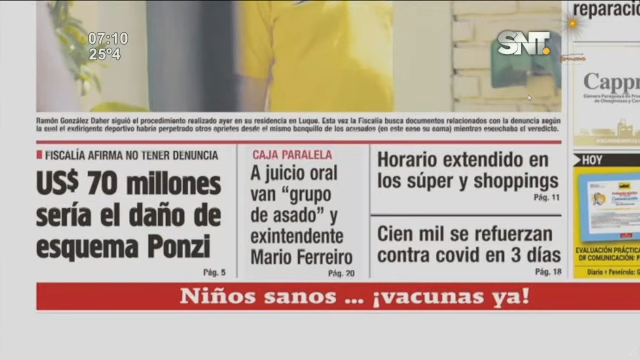 07:10
25°4
SNT
reparació
Cappr
Ramón González Daher siguió el procedimiento realizado ayer en su residencia en Luque. Esta vez la Fiscalía busca documentos relacionados con la denuncia según
la cual el exdirigente deportivo habría perpetrado otros aprietes desde el mismo banquillo de los acusados (en este caso su cama) mientras escuchaba el veredicto.
FISCALÍA AFIRMA NO TENER DENUNCIA
US$ 70 millones
sería el daño de
esquema Ponzi
Pág. 5
CAJA PARALELA
A juicio oral
van “grupo
de asado” y
exintendente
Mario Ferreiro
Pág. 20
Horario extendido en
los súper y shoppings
Pág. 11
Cien mil se refuerzan
contra covid en 3 días
Pág. 18
HOY
EVALUACIÓN PRÁCTICA
DE COMUNICACIÓN:
Niños sanos ... ¡vacunas ya!